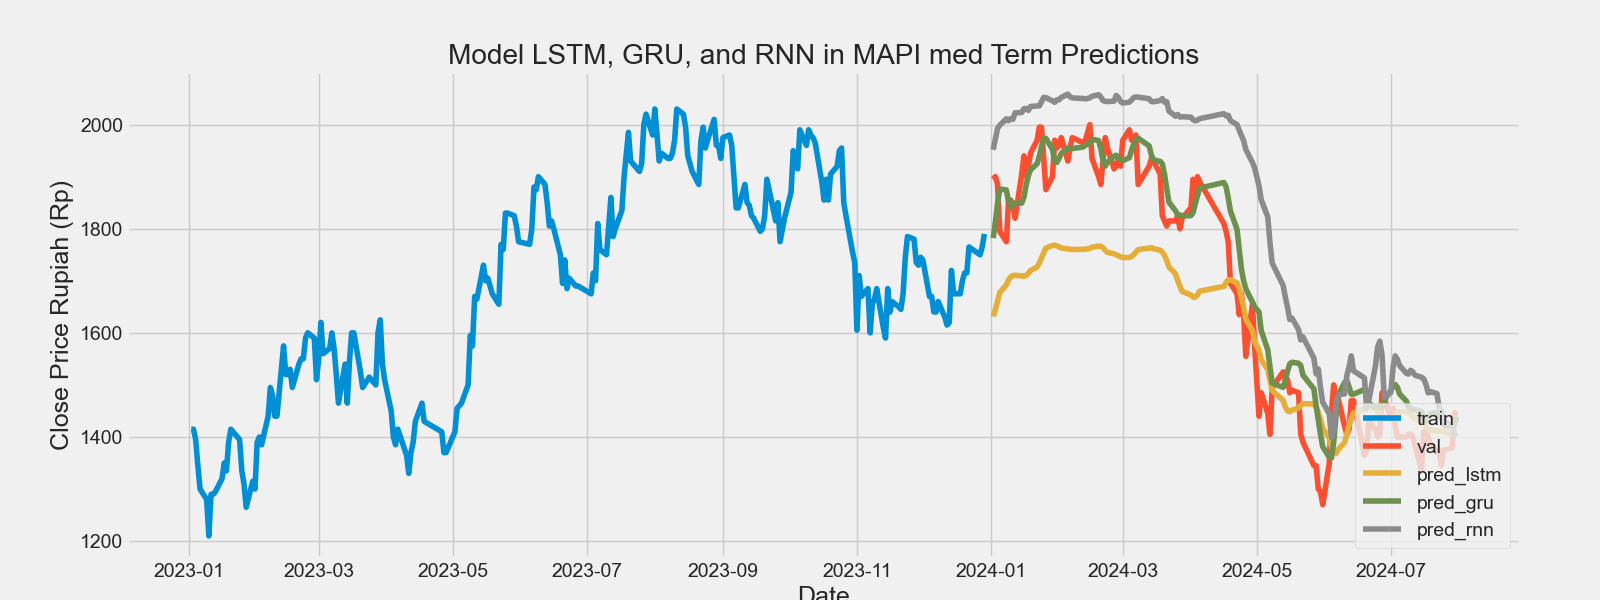 Model LSTM, GRU, and RNN in MAPI med Term Predictions
Close Price Rupiah (Rp)
2000
1800
1600
1400
1200
2023-01 2023-03 2023-05 2023-07 2023-09 2023-11 2024-01 2024-03 2024-05 2024-07
Date
train
val
pred_lstm
pred_gru
pred_rnn